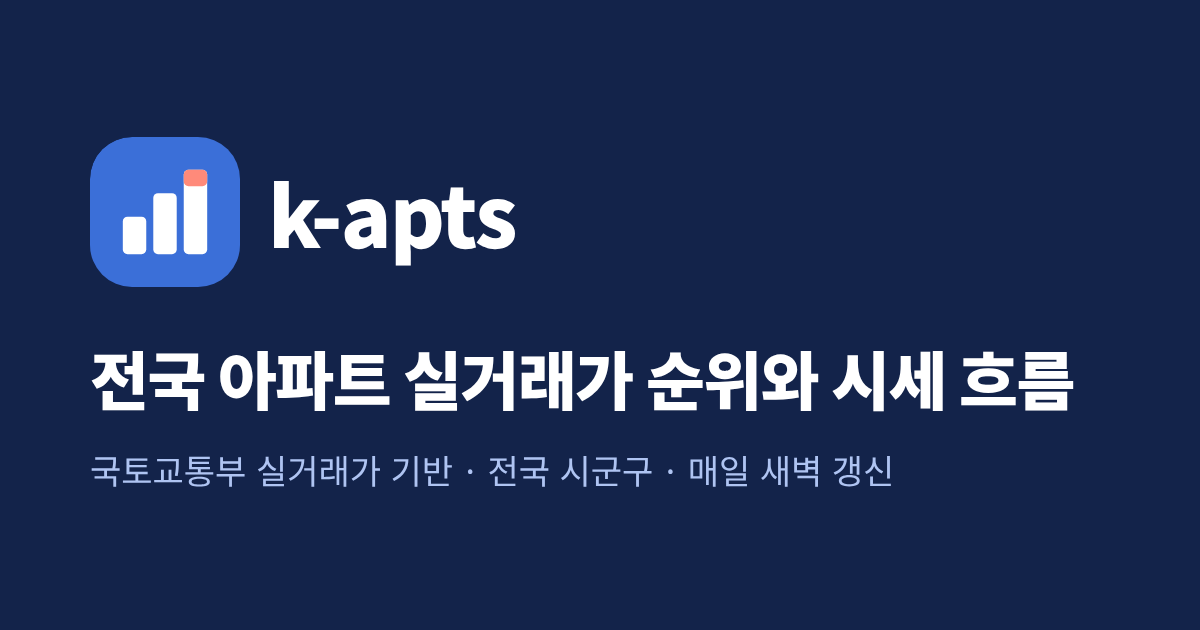 k-apts
전국 아파트 실거래가 순위와 시세 흐름
국토교통부 실거래가 기반 · 전국 시군구 · 매일 새벽 갱신